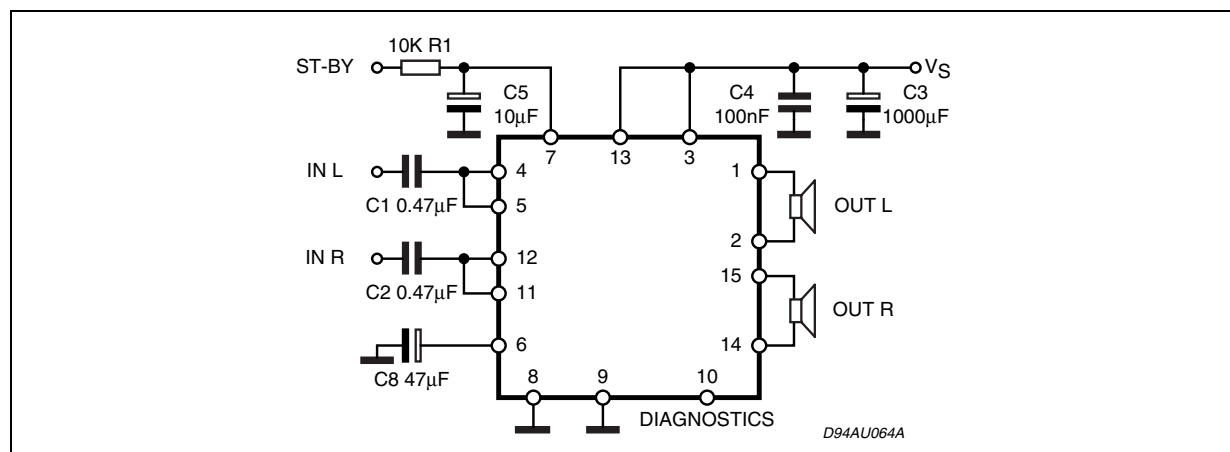 10K R1
ST-BY
C5
10µF
C4
100nF
V_S
C3
1000µF
7
13
3
IN L
4
C1 0.47µF
5
IN R
12
C2 0.47µF
11
6
C8 47µF
1
OUT L
2
15
OUT R
14
8
9
10
DIAGNOSTICS
D94AU064A